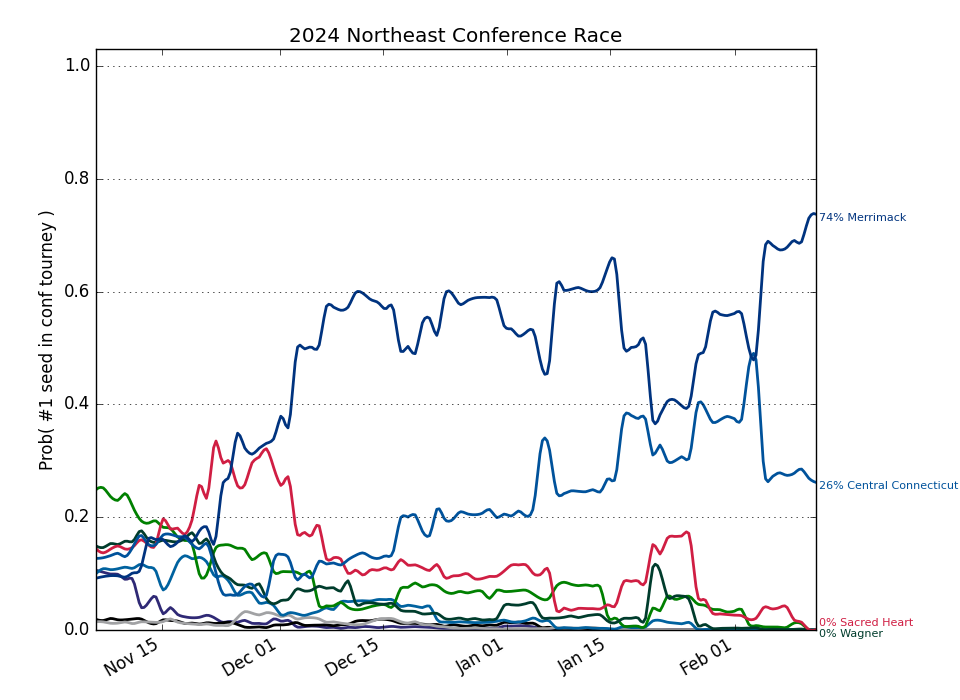 2024 Northeast Conference Race
Prob( #1 seed in conf tourney )
1.0
0.8
0.6
0.4
0.2
0.0
74% Merrimack
26% Central Connecticut
0% Sacred Heart
0% Wagner
Nov 15
Dec 01
Dec 15
Jan 01
Jan 15
Feb 01